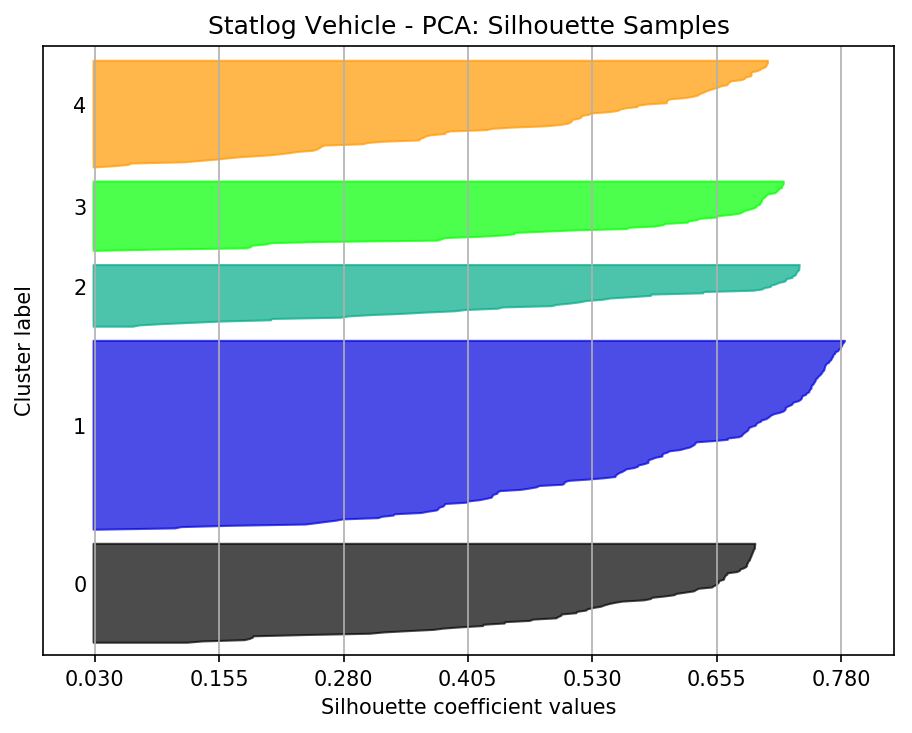 Statlog Vehicle - PCA: Silhouette Samples
Cluster label
4
3
2
1
0
0.030 0.155 0.280 0.405 0.530 0.655 0.780
Silhouette coefficient values